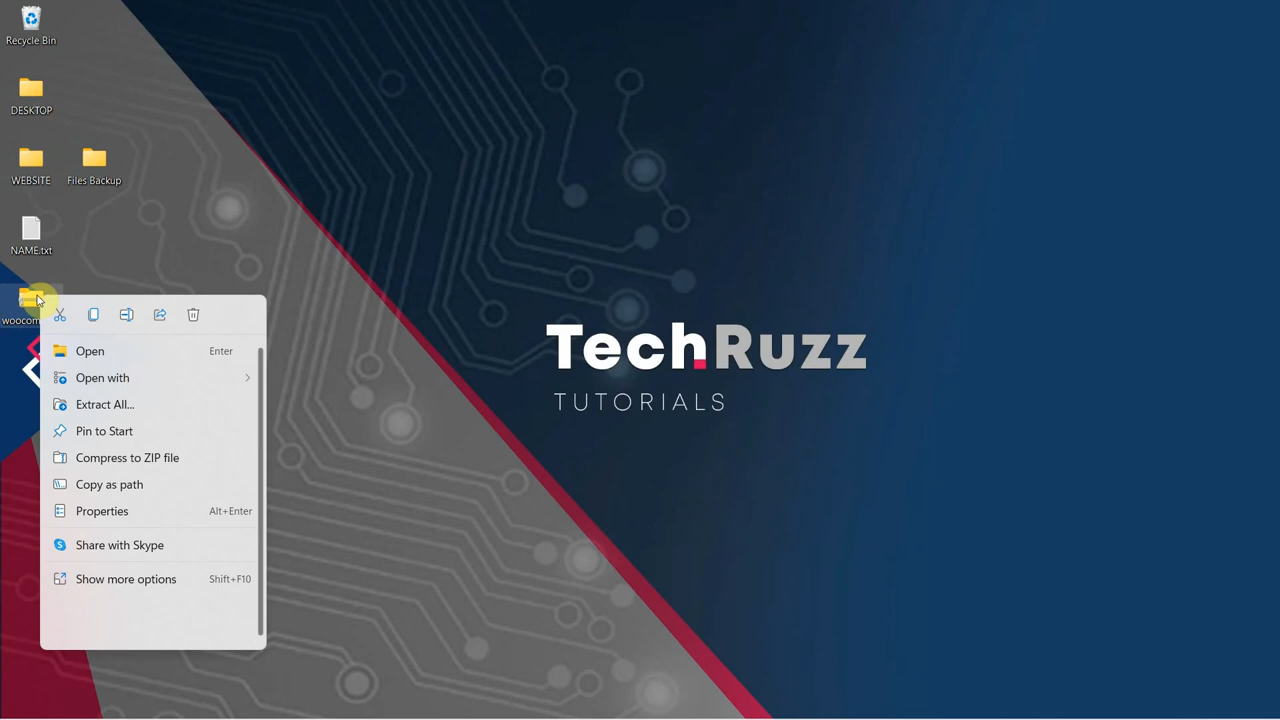 Recycle Bin
DESKTOP
WEBSITE
Files Backup
NAME.txt
Open Enter
Open with
Extract All...
Pin to Start
Compress to ZIP file
Copy as path
Properties Alt+Enter
Share with Skype
Show more options Shift+F10
TechRuzz
TUTORIALS